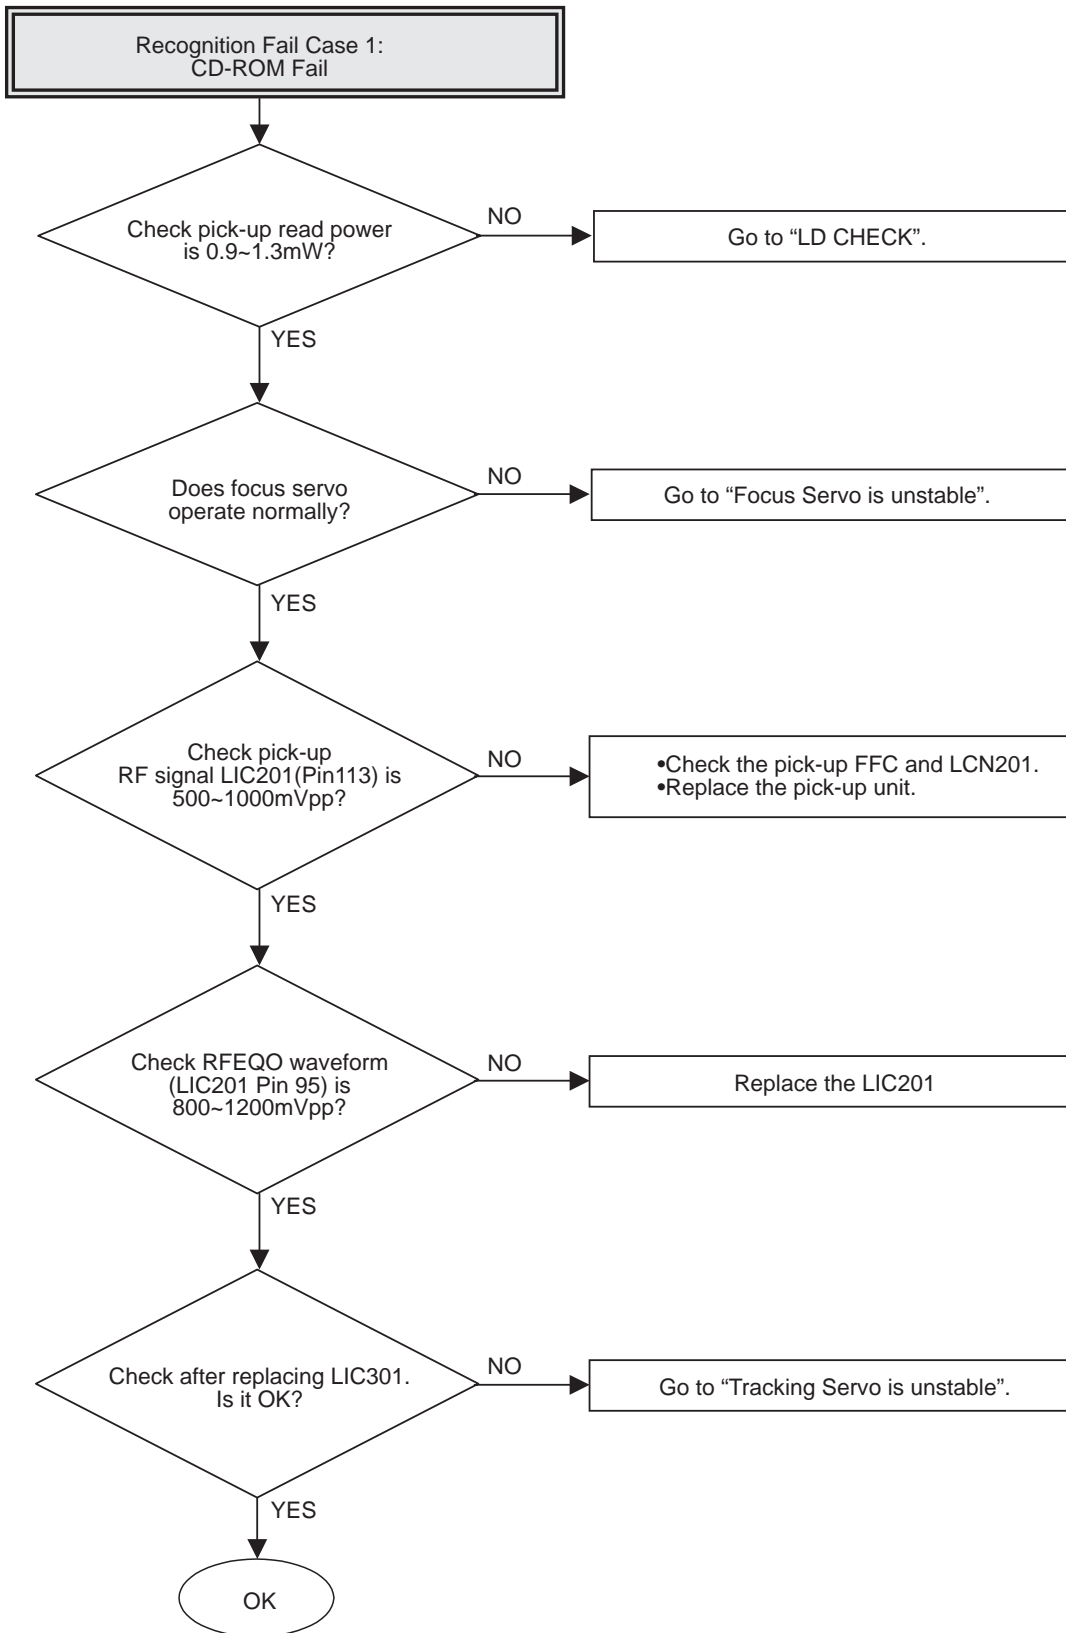 Recognition Fail Case 1:
CD-ROM Fail
Check pick-up read power
is 0.9~1.3mW?
NO
Go to “LD CHECK”.
YES
Does focus servo
operate normally?
NO
Go to “Focus Servo is unstable”.
YES
Check pick-up
RF signal LIC201(Pin113) is
500~1000mVpp?
NO
•Check the pick-up FFC and LCN201.
•Replace the pick-up unit.
YES
Check RFEQO waveform
(LIC201 Pin 95) is
800~1200mVpp?
NO
Replace the LIC201
YES
Check after replacing LIC301.
Is it OK?
NO
Go to “Tracking Servo is unstable”.
YES
OK